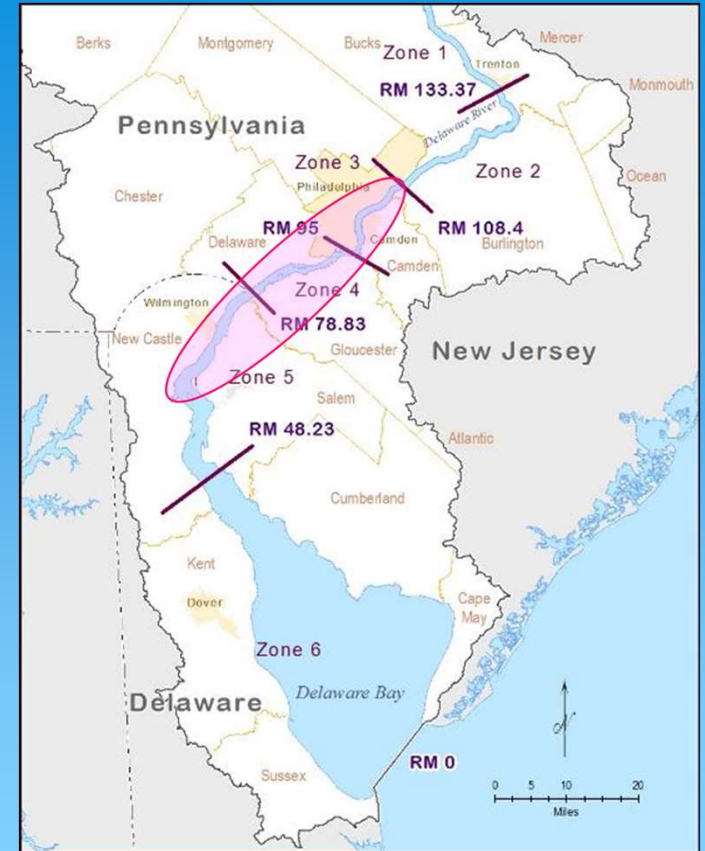 Berks
Montgomery
Bucks
Zone 1
Mercer
Trenton
RM 133.37
Monmouth
Pennsylvania
Delaware River
Zone 3
Zone 2
Philadelphia
Ocean
Chester
RM 95
RM 108.4
Delaware
Camden
Burlington
Camden
Zone 4
Wilmington
RM 78.83
New Castle
Gloucester
New Jersey
Zone 5
Salem
RM 48.23
Atlantic
Cumberland
Kent
Dover
Cape
May
Zone 6
Delaware Bay
Delaware
N
RM 0
Sussex
0 5 10 20
Miles